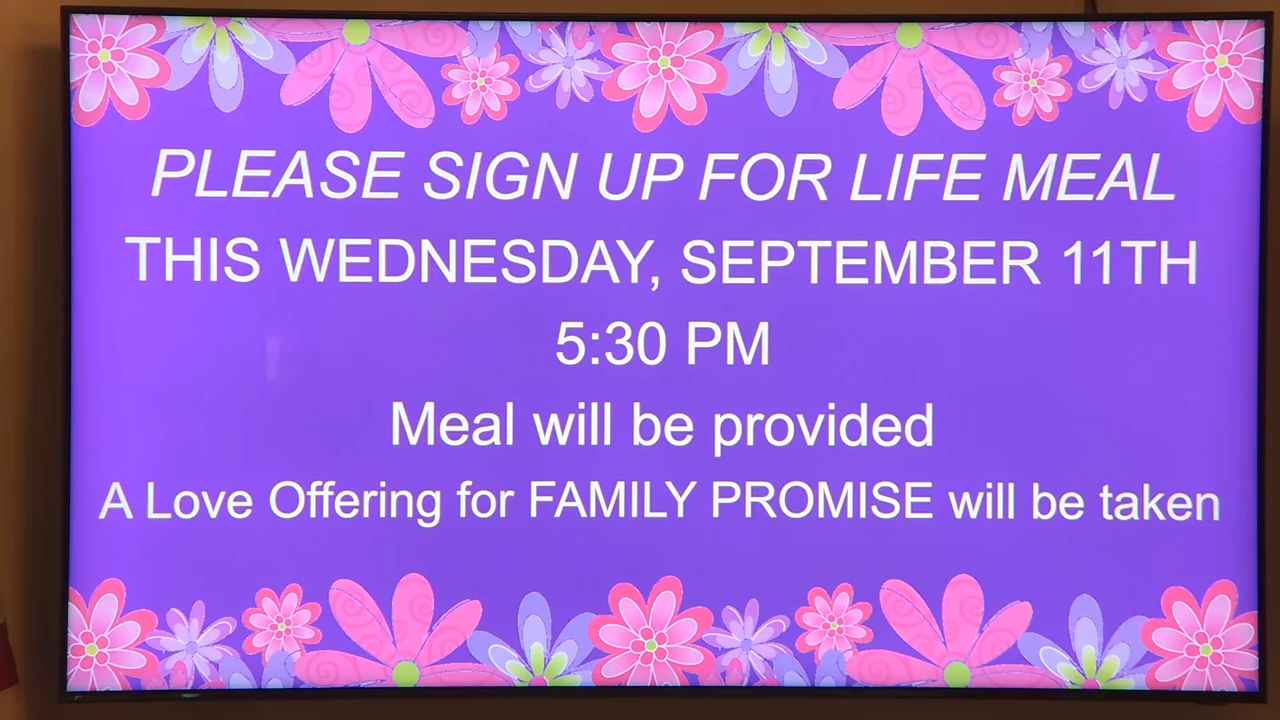 PLEASE SIGN UP FOR LIFE MEAL
THIS WEDNESDAY, SEPTEMBER 11TH
5:30 PM
Meal will be provided
A Love Offering for FAMILY PROMISE will be taken